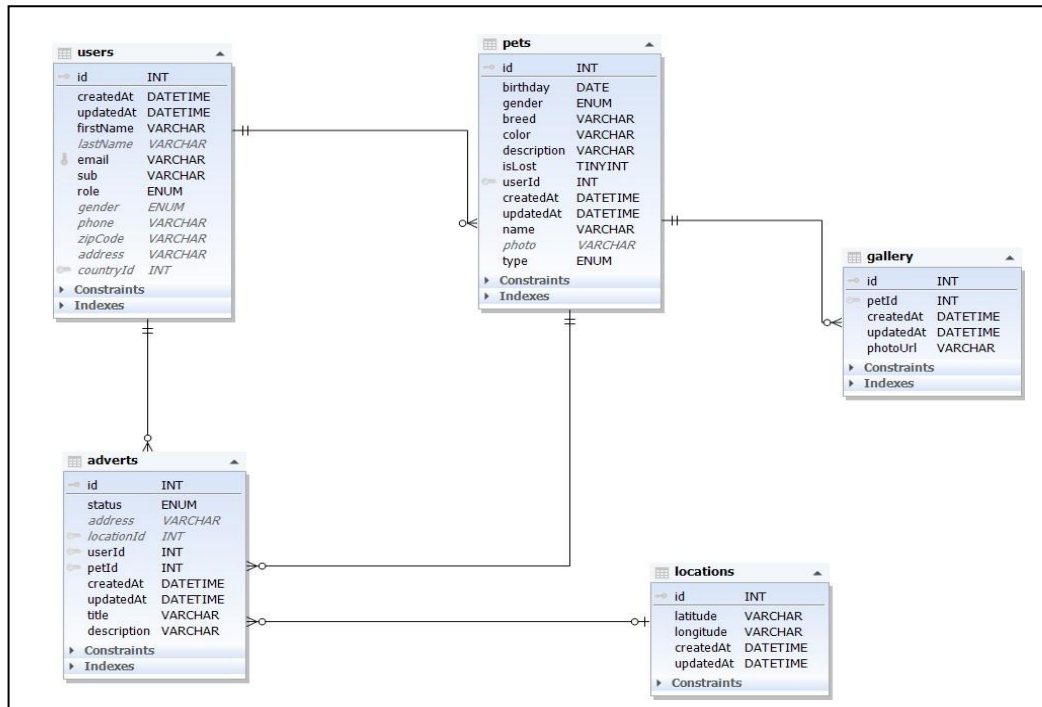 users
id INT
createdAt DATETIME
updatedAt DATETIME
firstName VARCHAR
lastName VARCHAR
email VARCHAR
sub VARCHAR
role ENUM
gender ENUM
phone VARCHAR
zipCode VARCHAR
address VARCHAR
countryId INT
Constraints
Indexes
pets
id INT
birthday DATE
gender ENUM
breed VARCHAR
color VARCHAR
description VARCHAR
isLost TINYINT
userId INT
createdAt DATETIME
updatedAt DATETIME
name VARCHAR
photo VARCHAR
type ENUM
Constraints
Indexes
gallery
id INT
petId INT
createdAt DATETIME
updatedAt DATETIME
photoUrl VARCHAR
Constraints
Indexes
adverts
id INT
status ENUM
address VARCHAR
locationId INT
userId INT
petId INT
createdAt DATETIME
updatedAt DATETIME
title VARCHAR
description VARCHAR
Constraints
Indexes
locations
id INT
latitude VARCHAR
longitude VARCHAR
createdAt DATETIME
updatedAt DATETIME
Constraints